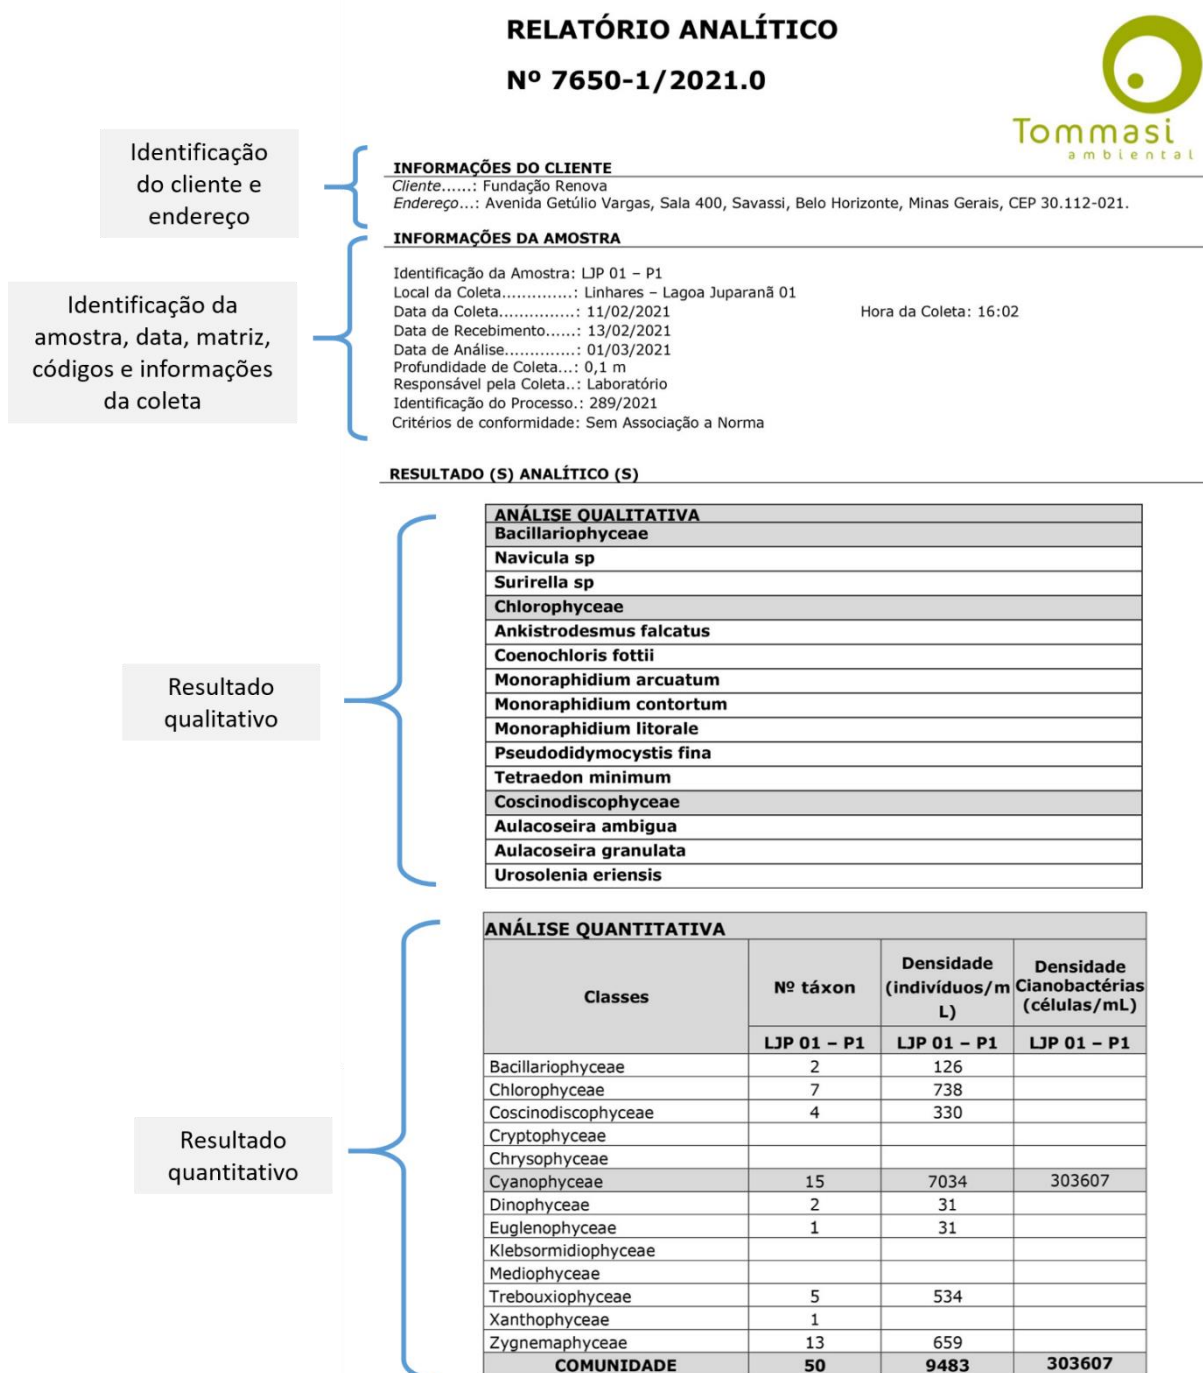 RELATÓRIO ANALÍTICO
Nº 7650-1/2021.0
Tommasi
ambiental
Identificação
do cliente e
endereço
INFORMAÇÕES DO CLIENTE
Cliente......: Fundação Renova
Endereço...: Avenida Getúlio Vargas, Sala 400, Savassi, Belo Horizonte, Minas Gerais, CEP 30.112-021.
INFORMAÇÕES DA AMOSTRA
Identificação da
amostra, data, matriz,
códigos e informações
da coleta
Identificação da Amostra: LJP 01 – P1
Local da Coleta..............: Linhares – Lagoa Juparanã 01
Data da Coleta...............: 11/02/2021 Hora da Coleta: 16:02
Data de Recebimento......: 13/02/2021
Data de Análise..............: 01/03/2021
Profundidade de Coleta...: 0,1 m
Responsável pela Coleta..: Laboratório
Identificação do Processo.: 289/2021
Critérios de conformidade: Sem Associação a Norma
RESULTADO (S) ANALÍTICO (S)
Resultado
qualitativo
ANÁLISE QUALITATIVA
Bacillariophyceae
Navicula sp
Surirella sp
Chlorophyceae
Ankistrodesmus falcatus
Coenochloris fottii
Monoraphidium arcuatum
Monoraphidium contortum
Monoraphidium litorale
Pseudodidymocystis fina
Tetraedon minimum
Coscinodiscophyceae
Aulacoseira ambigua
Aulacoseira granulata
Urosolenia eriensis
Resultado
quantitativo
ANÁLISE QUANTITATIVA
Classes
Nº táxon
Densidade
(indivíduos/m
L)
Densidade
Cianobactérias
(células/mL)
LJP 01 – P1 LJP 01 – P1 LJP 01 – P1
Bacillariophyceae 2 126
Chlorophyceae 7 738
Coscinodiscophyceae 4 330
Cryptophyceae
Chrysophyceae
Cyanophyceae 15 7034 303607
Dinophyceae 2 31
Euglenophyceae 1 31
Klebsormidiophyceae
Mediophyceae
Trebouxiophyceae 5 534
Xanthophyceae 1
Zygnemaphyceae 13 659
COMUNIDADE 50 9483 303607